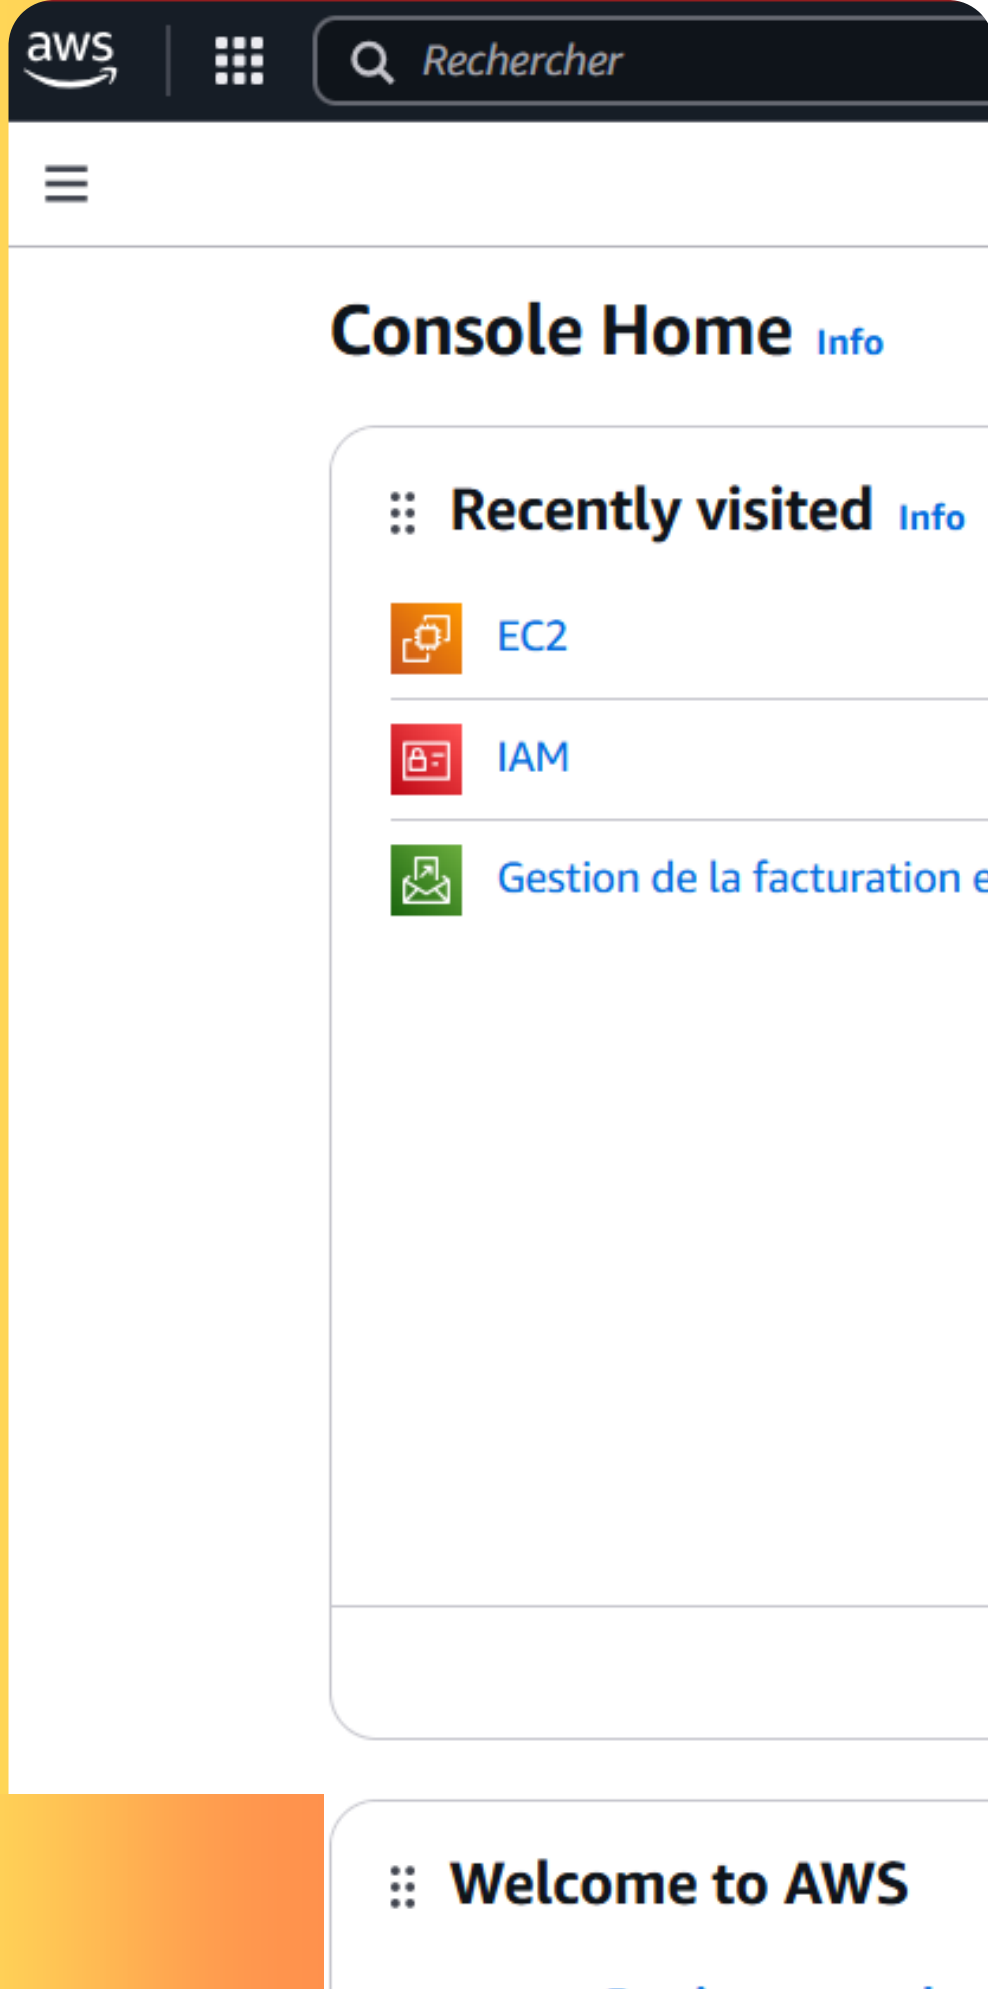 aws
Rechercher
Console Home Info
Recently visited Info
EC2
IAM
Gestion de la facturation e
Welcome to AWS